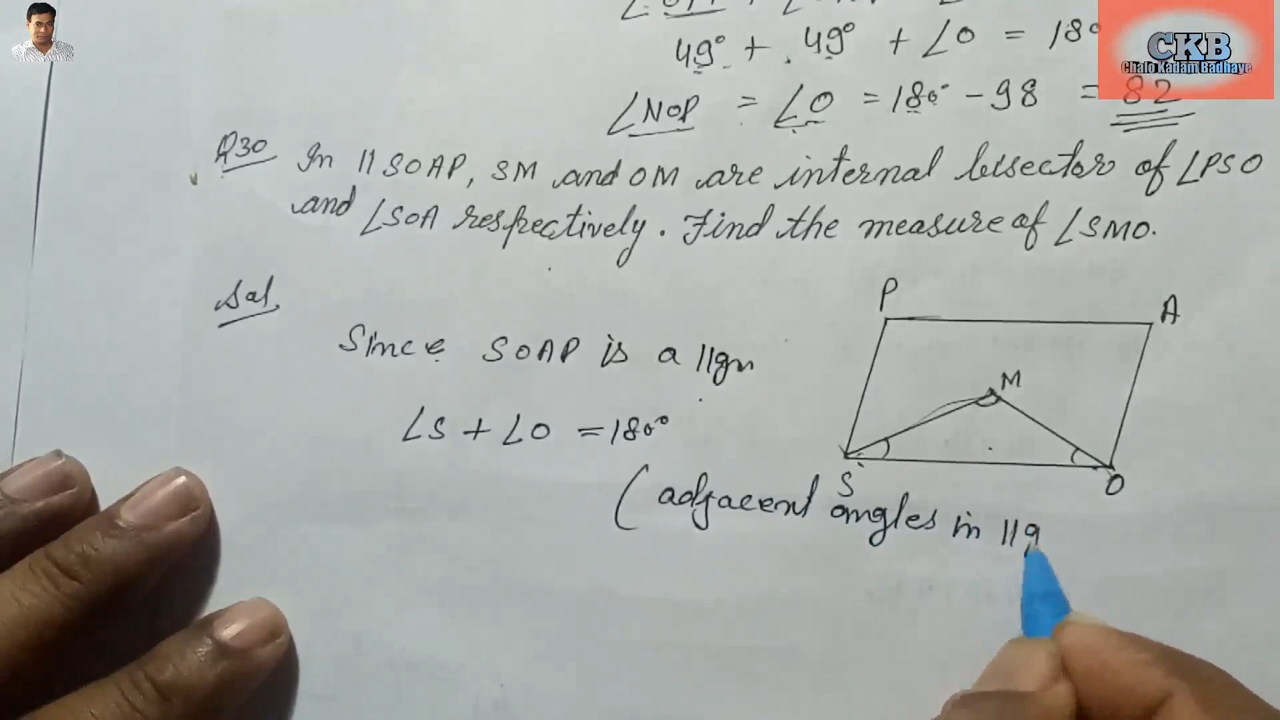 49° + 49° + ∠O = 180
∠NOP = ∠O = 180° - 98 = 82
CKB
Chalo Kadam Badhaye
Q30 In ||SOAP, SM and OM are internal bisector of ∠PSO
and ∠SOA respectively. Find the measure of ∠SMO.
Sol.
P
A
M
S
O
Since SOAP is a ||gm
∠S + ∠O = 180°
(adjacent angles in ||g